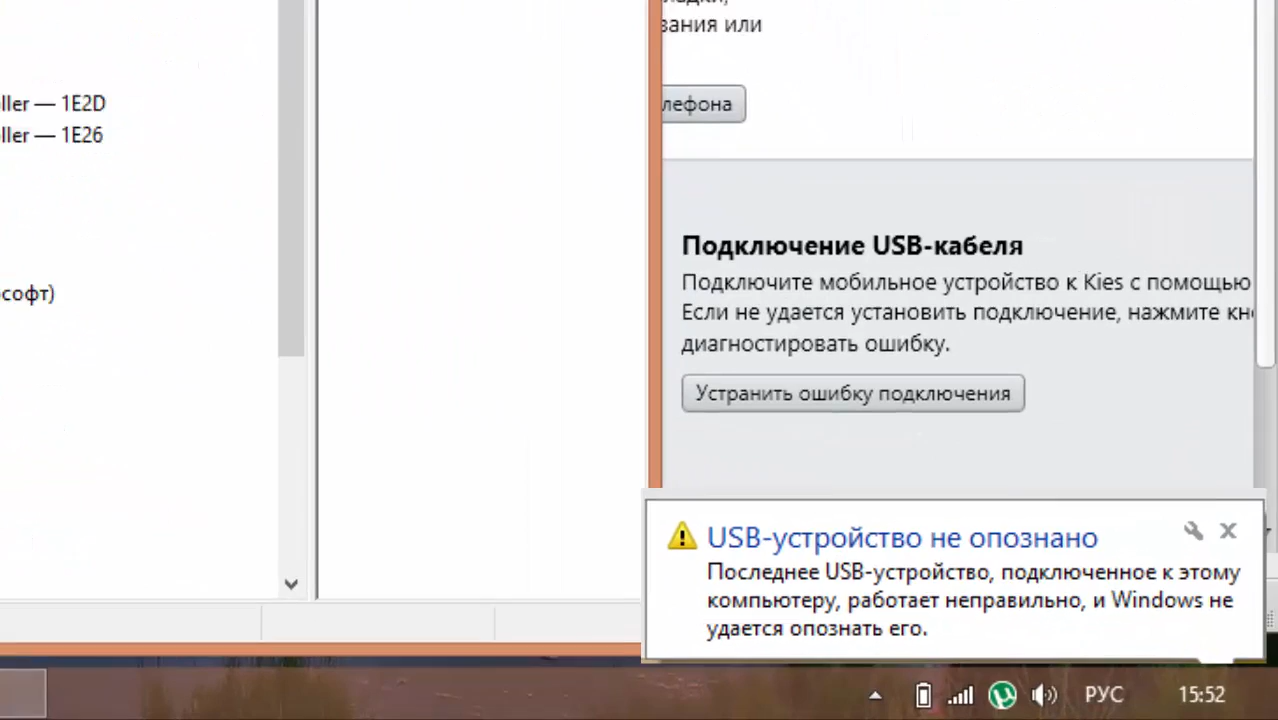 ller — 1E2D
ller — 1E26
софт)
ладки,
вания или
лефона
Подключение USB-кабеля
Подключите мобильное устройство к Kies с помощью
Если не удается установить подключение, нажмите кн
диагностировать ошибку.
Устранить ошибку подключения
USB-устройство не опознано
Последнее USB-устройство, подключенное к этому
компьютеру, работает неправильно, и Windows не
удается опознать его.
РУС 15:52